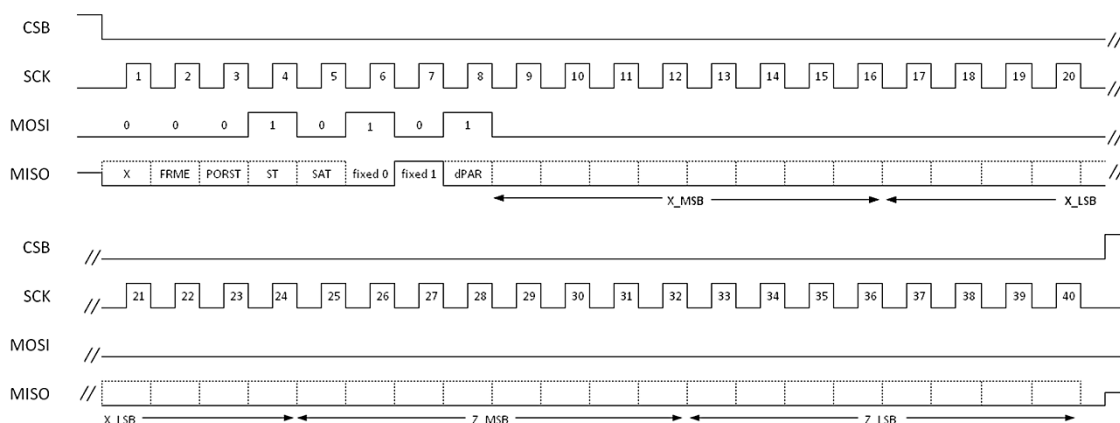 CSB
//
SCK 1 2 3 4 5 6 7 8 9 10 11 12 13 14 15 16 17 18 19 20
//
MOSI 0 0 0 1 0 1 0 1
//
MISO X FRME PORST ST SAT fixed 0 fixed 1 dPAR
//
X_MSB X_LSB
CSB
//
SCK 21 22 23 24 25 26 27 28 29 30 31 32 33 34 35 36 37 38 39 40
//
MOSI
//
MISO
//
X_LSB Z_MSB Z_LSB